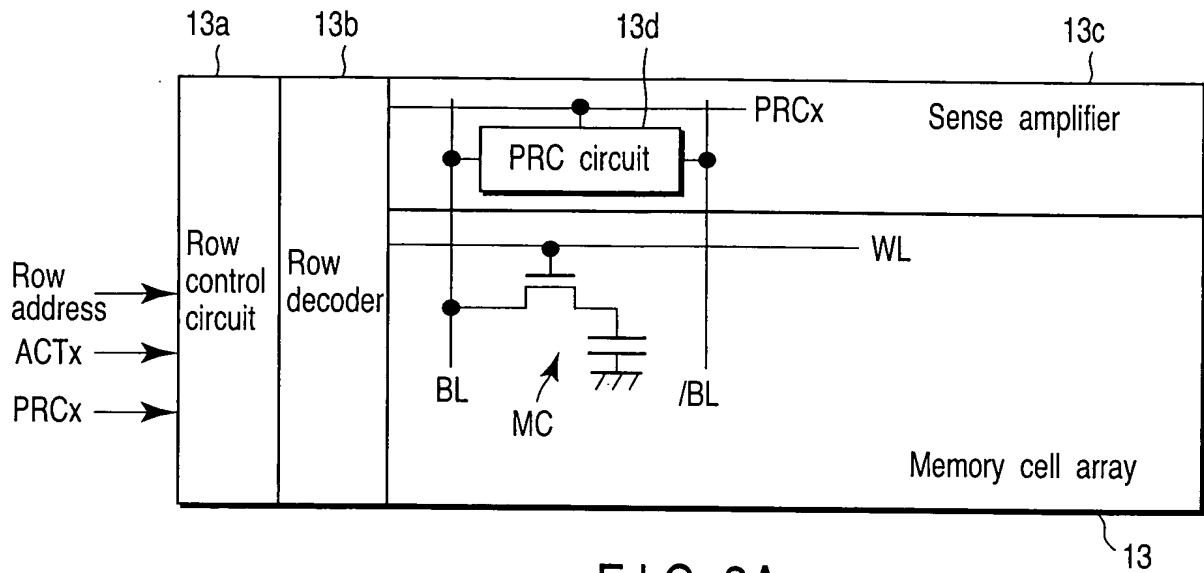 13a
13b
13d
13c
PRCx
Sense amplifier
PRC circuit
WL
Row
control
circuit
Row
decoder
Row
address
ACTx
PRCx
BL
/BL
MC
Memory cell array
13